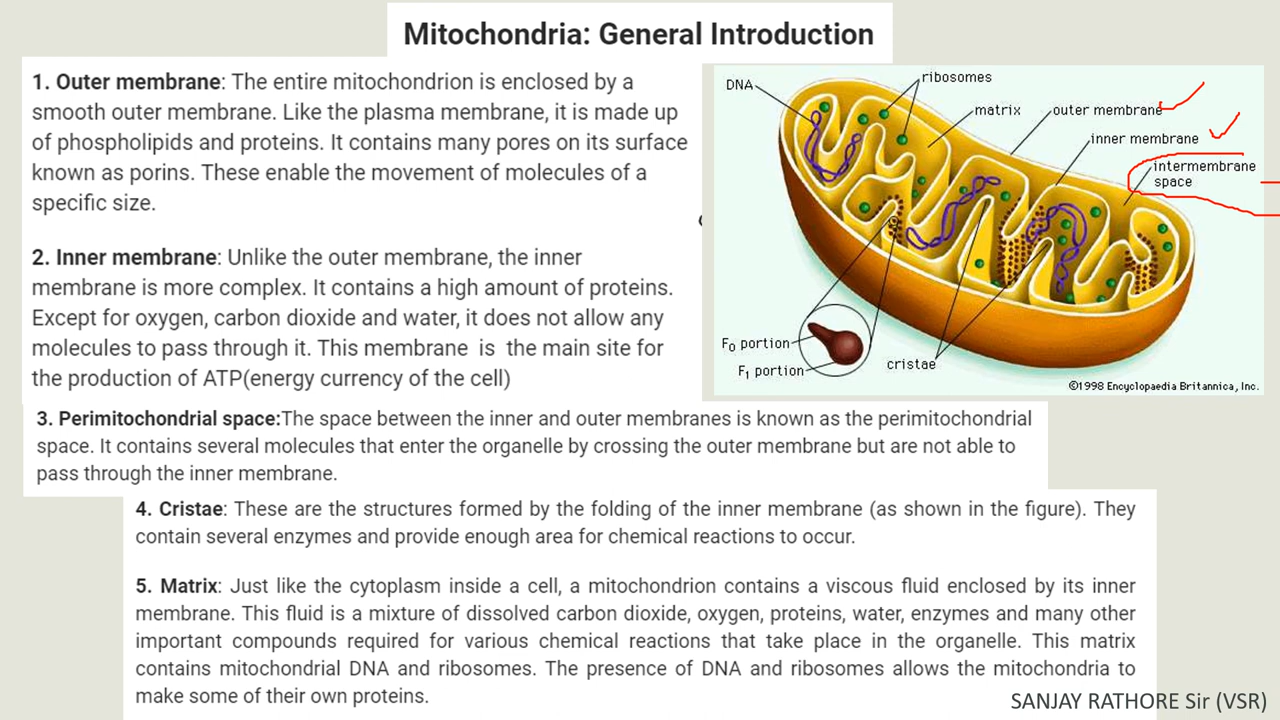 Mitochondria: General Introduction
1. Outer membrane: The entire mitochondrion is enclosed by a
smooth outer membrane. Like the plasma membrane, it is made up
of phospholipids and proteins. It contains many pores on its surface
known as porins. These enable the movement of molecules of a
specific size.
2. Inner membrane: Unlike the outer membrane, the inner
membrane is more complex. It contains a high amount of proteins.
Except for oxygen, carbon dioxide and water, it does not allow any
molecules to pass through it. This membrane is the main site for
the production of ATP(energy currency of the cell)
DNA
ribosomes
matrix
outer membrane
inner membrane
intermembrane
space
F0 portion
F1 portion
cristae
©1998 Encyclopaedia Britannica, Inc.
3. Perimitochondrial space:The space between the inner and outer membranes is known as the perimitochondrial
space. It contains several molecules that enter the organelle by crossing the outer membrane but are not able to
pass through the inner membrane.
4. Cristae: These are the structures formed by the folding of the inner membrane (as shown in the figure). They
contain several enzymes and provide enough area for chemical reactions to occur.
5. Matrix: Just like the cytoplasm inside a cell, a mitochondrion contains a viscous fluid enclosed by its inner
membrane. This fluid is a mixture of dissolved carbon dioxide, oxygen, proteins, water, enzymes and many other
important compounds required for various chemical reactions that take place in the organelle. This matrix
contains mitochondrial DNA and ribosomes. The presence of DNA and ribosomes allows the mitochondria to
make some of their own proteins.
SANJAY RATHORE Sir (VSR)